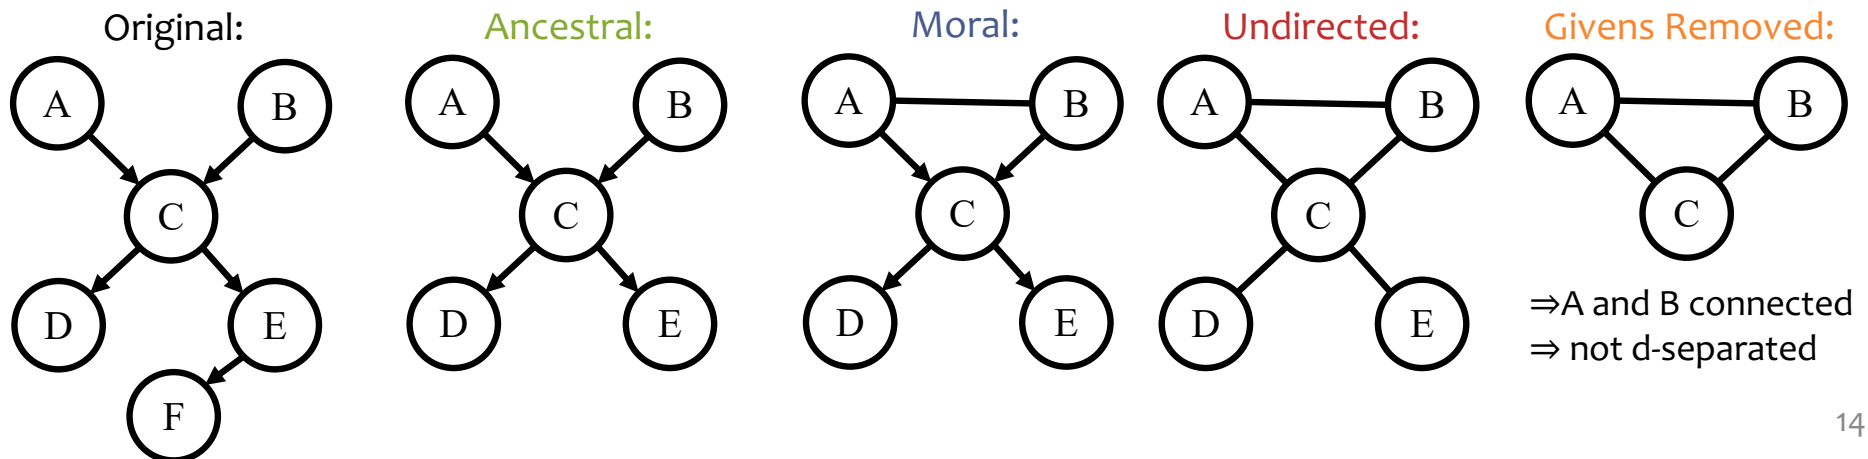 Original:
A
B
C
D
E
F
Ancestral:
A
B
C
D
E
Moral:
A
B
C
D
E
Undirected:
A
B
C
D
E
Givens Removed:
A
B
C
⇒A and B connected
⇒ not d-separated
14